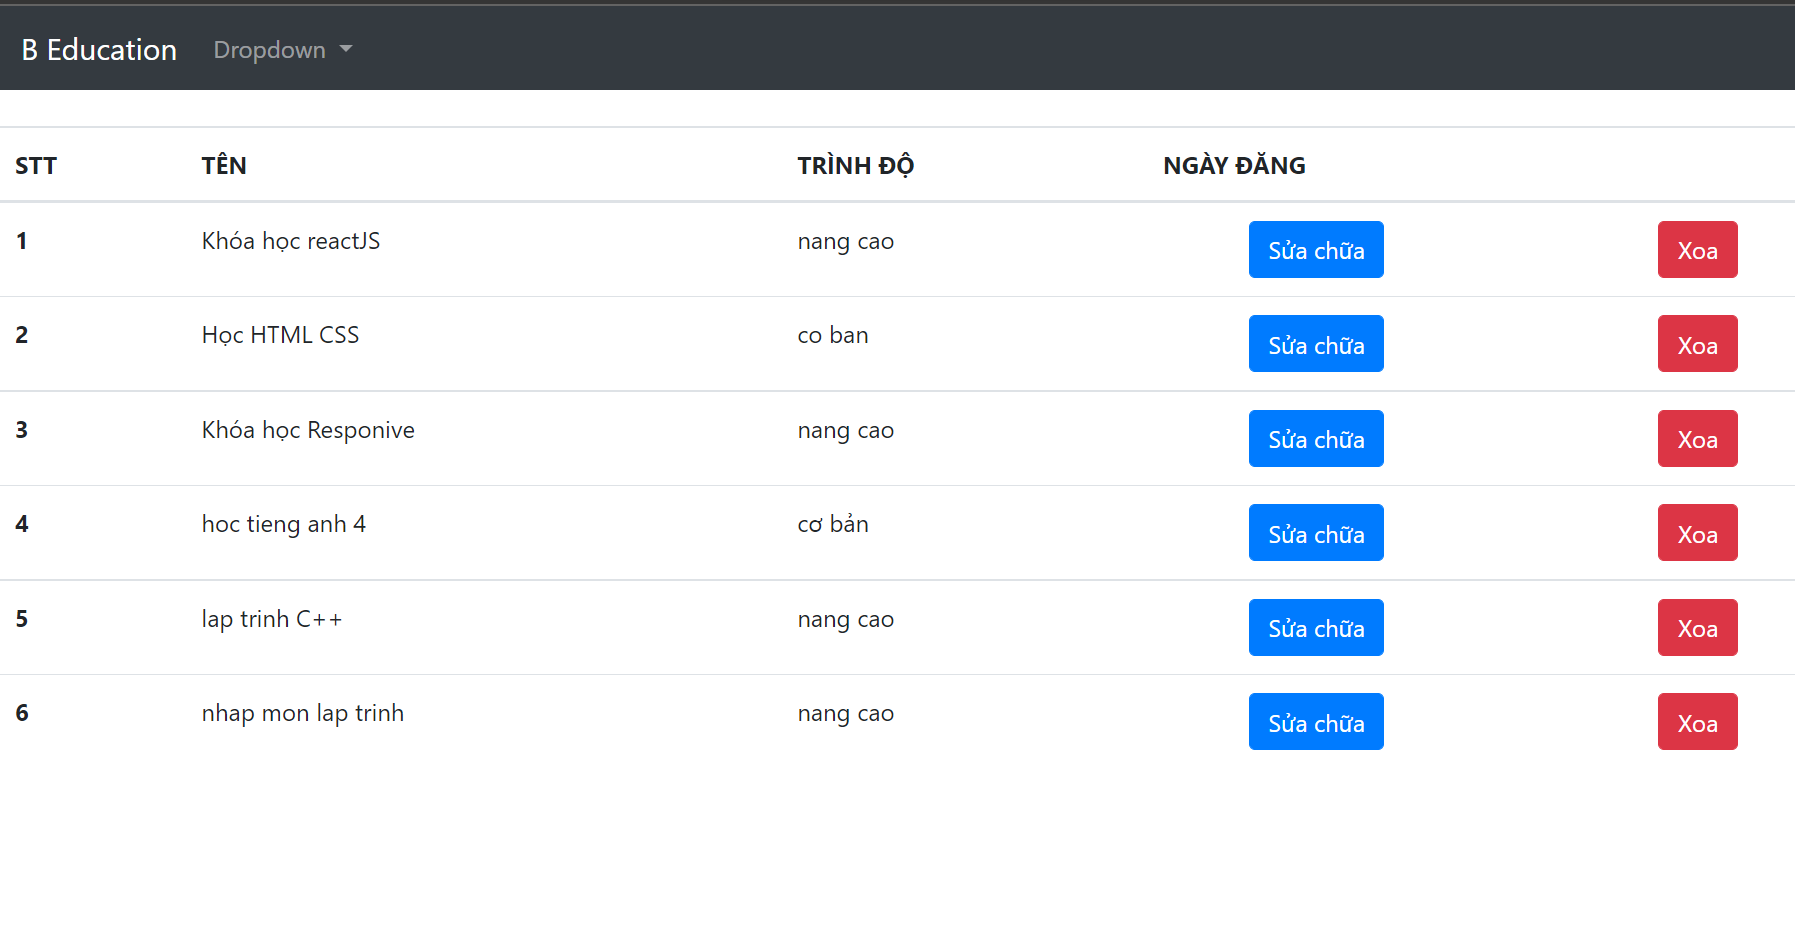 B Education Dropdown
STT TÊN TRÌNH ĐỘ NGÀY ĐĂNG
1 Khóa học reactJS nang cao Sửa chữa Xoa
2 Học HTML CSS co ban Sửa chữa Xoa
3 Khóa học Responive nang cao Sửa chữa Xoa
4 hoc tieng anh 4 cơ bản Sửa chữa Xoa
5 lap trinh C++ nang cao Sửa chữa Xoa
6 nhap mon lap trinh nang cao Sửa chữa Xoa